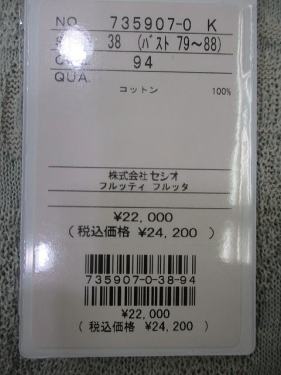 NO. 735907-0 K
38 (バスト 79～88)
94
QUA.
コットン 100%
株式会社セシオ
フルッティ フルッタ
¥22,000
( 税込価格 ¥24,200 )
735907-0-38-94
¥22,000
( 税込価格 ¥24,200 )